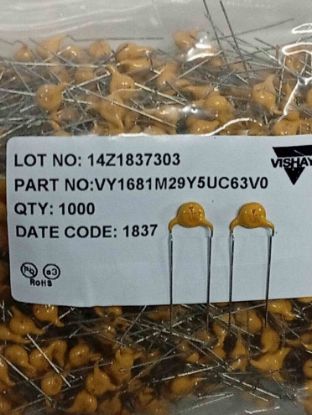 LOT NO: 14Z1837303
VISHAY
PART NO:VY1681M29Y5UC63V0
QTY: 1000
DATE CODE: 1837
Pb e3
RoHS